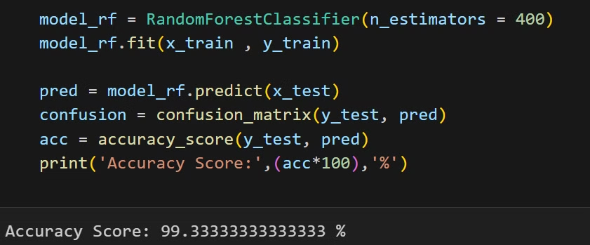 model_rf = RandomForestClassifier(n_estimators = 400)
model_rf.fit(x_train , y_train)
pred = model_rf.predict(x_test)
confusion = confusion_matrix(y_test, pred)
acc = accuracy_score(y_test, pred)
print('Accuracy Score:',(acc*100),'%')
Accuracy Score: 99.33333333333333 %